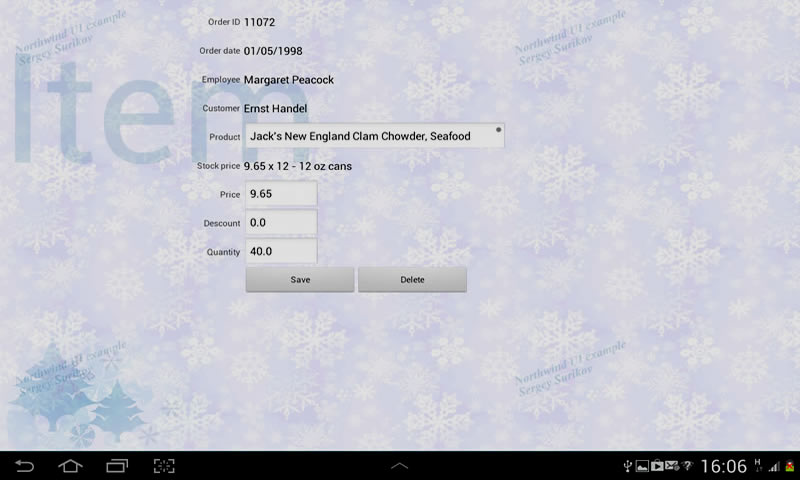 Order ID 11072
Northwind UI example
Sergey Surikov
Northwind UI example
Sergey Surikov
Order date 01/05/1998
Item
Employee Margaret Peacock
Customer Ernst Handel
Product Jack's New England Clam Chowder, Seafood
Stock price 9.65 x 12 - 12 oz cans
Price 9.65
Descount 0.0
Quantity 40.0
Save Delete
Northwind UI example
Sergey Surikov
Northwind UI example
Sergey Surikov
16:06 H